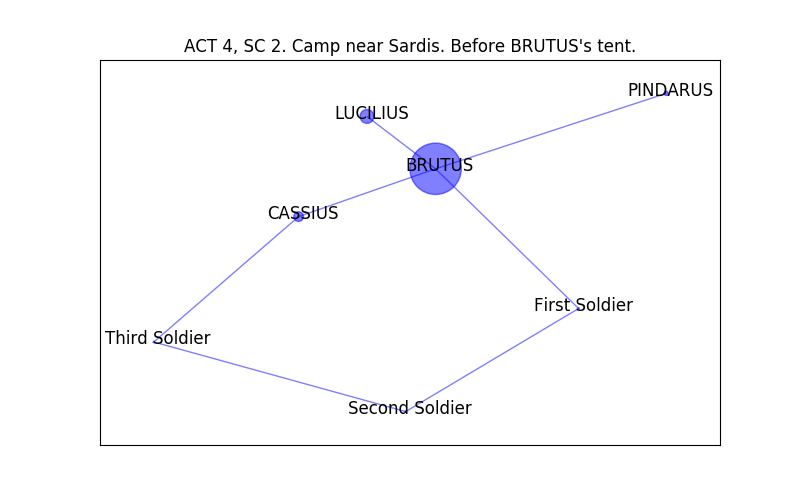 ACT 4, SC 2. Camp near Sardis. Before BRUTUS's tent.
PINDARUS
LUCILIUS
BRUTUS
CASSIUS
First Soldier
Third Soldier
Second Soldier